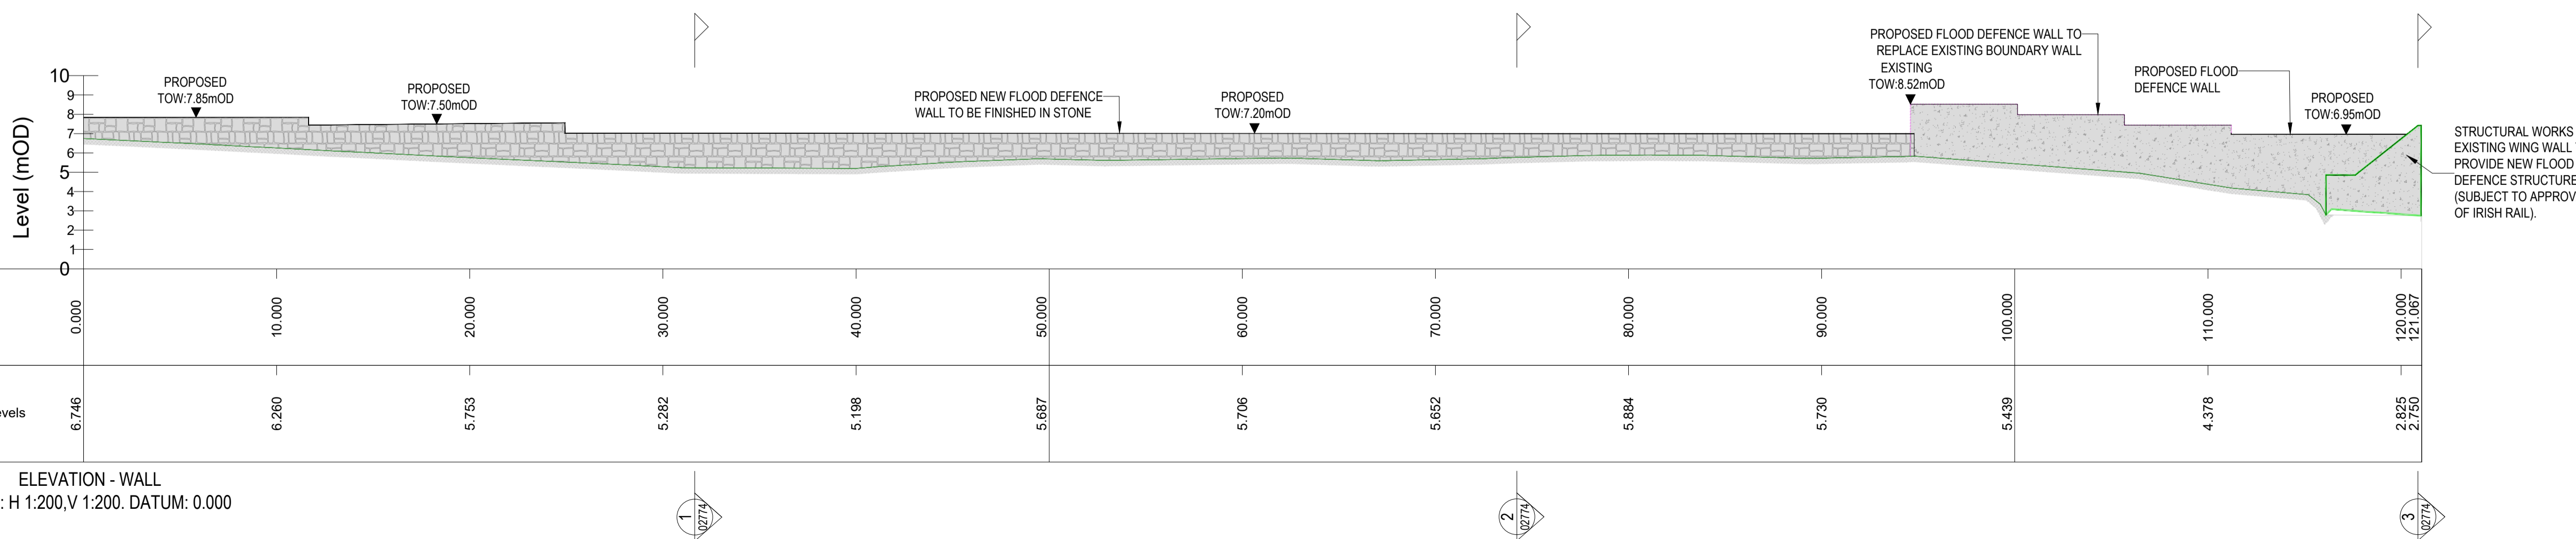 PROPOSED FLOOD DEFENCE WALL TO
REPLACE EXISTING BOUNDARY WALL
EXISTING
TOW:8.52mOD
PROPOSED FLOOD
DEFENCE WALL
PROPOSED
TOW:7.85mOD
PROPOSED
TOW:7.50mOD
PROPOSED NEW FLOOD DEFENCE
WALL TO BE FINISHED IN STONE
PROPOSED
TOW:7.20mOD
PROPOSED
TOW:6.95mOD
STRUCTURAL WORKS
EXISTING WING WALL
PROVIDE NEW FLOOD
DEFENCE STRUCTURE
(SUBJECT TO APPROV
OF IRISH RAIL).
Level (mOD)
10
9
8
7
6
5
4
3
2
1
0
0.000
10.000
20.000
30.000
40.000
50.000
60.000
70.000
80.000
90.000
100.000
110.000
120.000
121.067
evels
6.746
6.260
5.753
5.282
5.198
5.687
5.706
5.652
5.884
5.730
5.439
4.378
2.825
2.750
ELEVATION - WALL
: H 1:200,V 1:200. DATUM: 0.000
1
02774
2
02774
3
02774